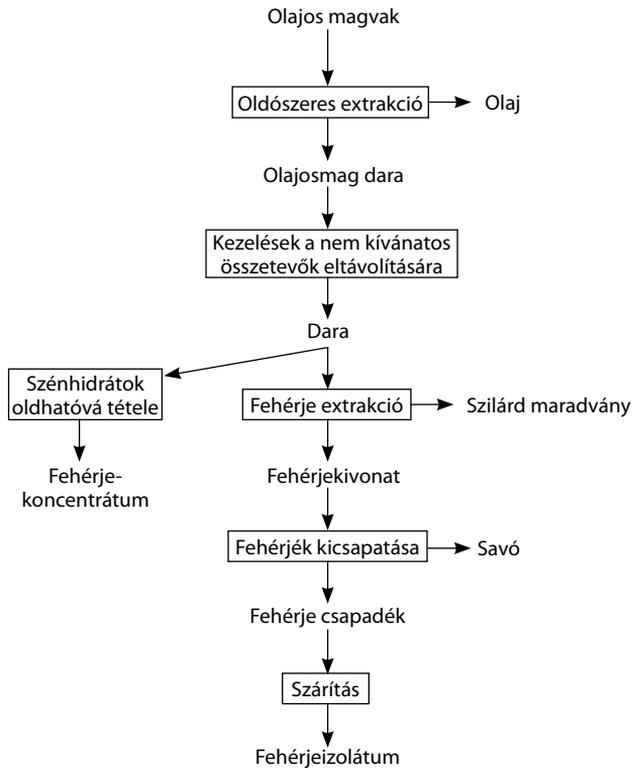 Olajos magvak
Oldószeres extrakció
Olaj
Olajosmag dara
Kezelések a nem kívánatos
összetevők eltávolítására
Dara
Szénhidrátok
oldhatóvá tétele
Fehérje extrakció
Szilárd maradvány
Fehérje-
koncentrátum
Fehérjekivonat
Fehérjék kicsapatása
Savó
Fehérje csapadék
Szárítás
Fehérjeizolátum